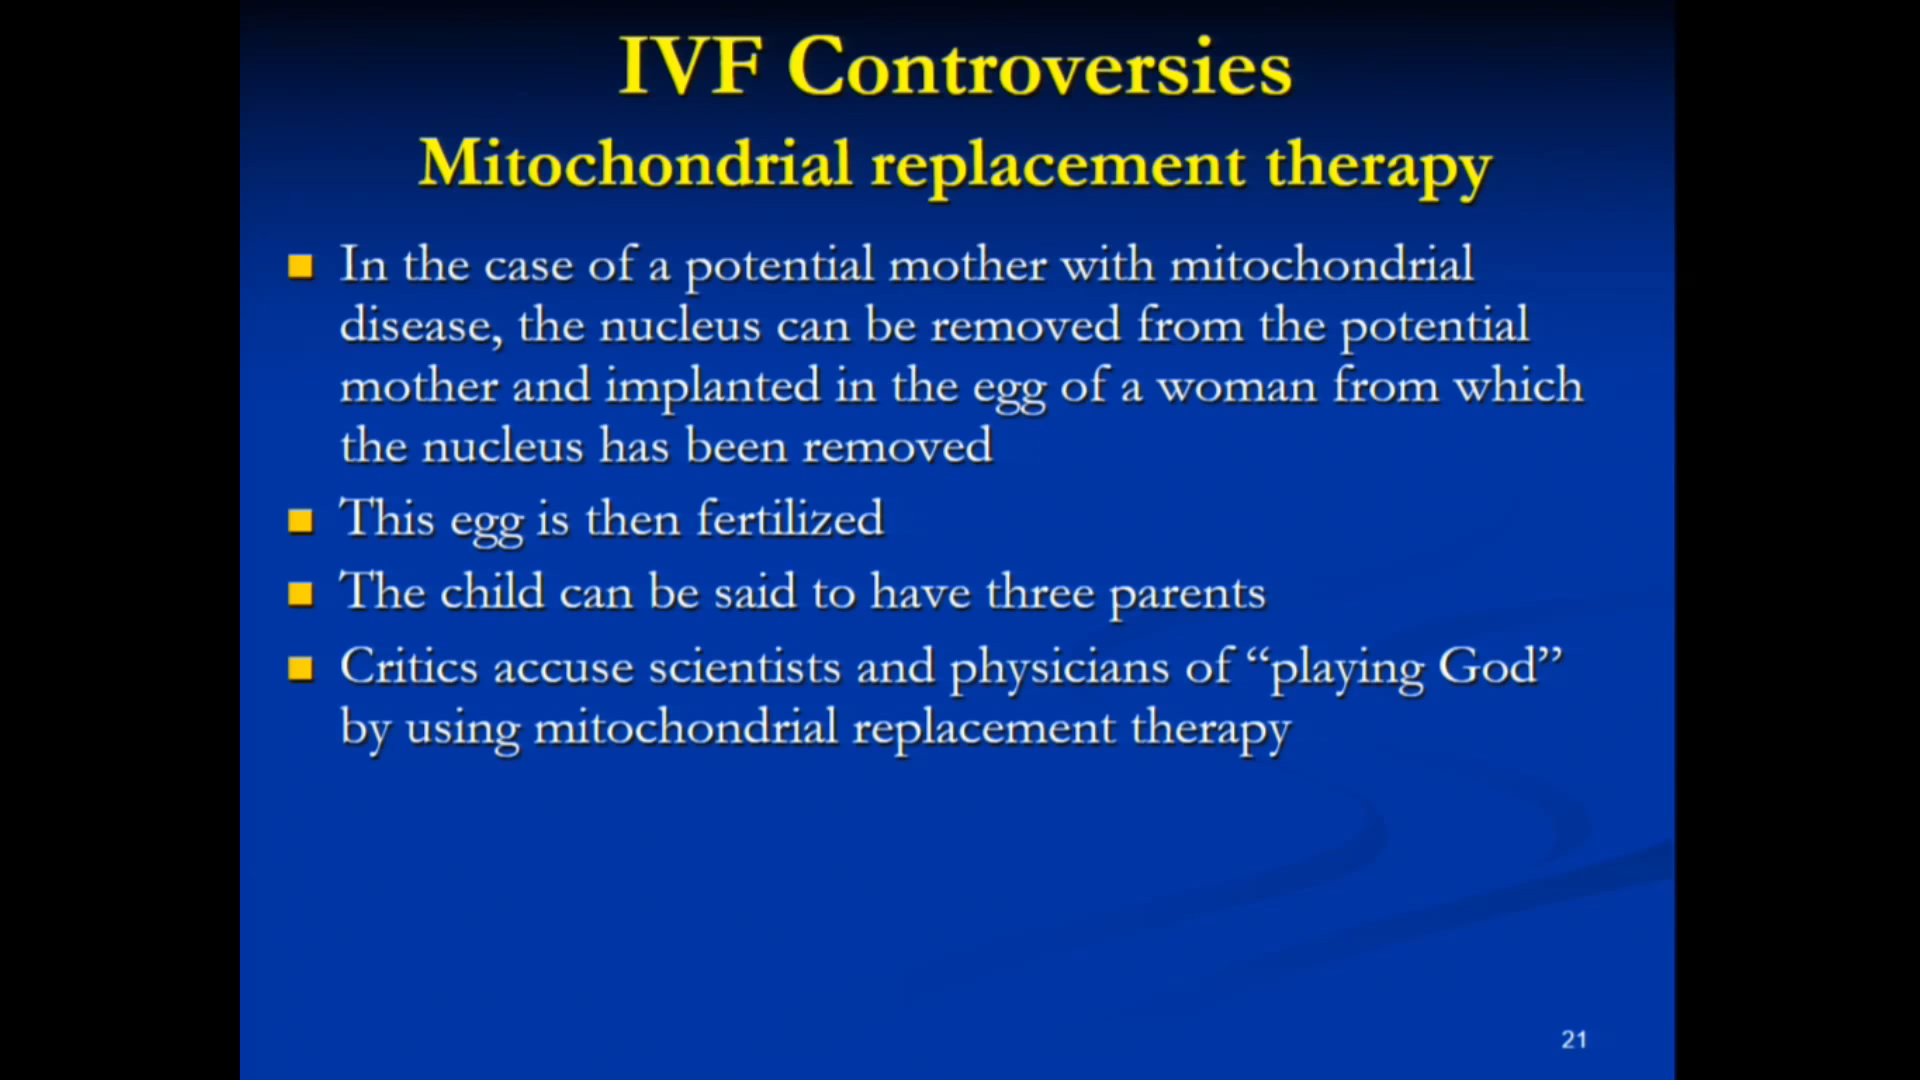 IVF Controversies
Mitochondrial replacement therapy
In the case of a potential mother with mitochondrial
disease, the nucleus can be removed from the potential
mother and implanted in the egg of a woman from which
the nucleus has been removed
This egg is then fertilized
The child can be said to have three parents
Critics accuse scientists and physicians of “playing God”
by using mitochondrial replacement therapy
21